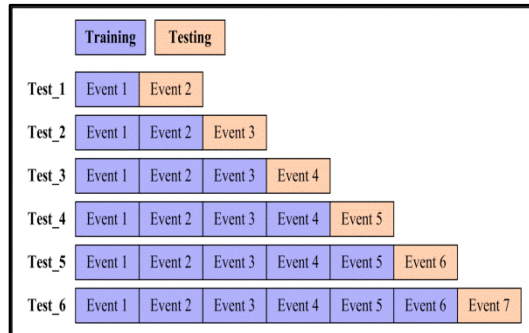 Training Testing
Test_1 Event 1 Event 2
Test_2 Event 1 Event 2 Event 3
Test_3 Event 1 Event 2 Event 3 Event 4
Test_4 Event 1 Event 2 Event 3 Event 4 Event 5
Test_5 Event 1 Event 2 Event 3 Event 4 Event 5 Event 6
Test_6 Event 1 Event 2 Event 3 Event 4 Event 5 Event 6 Event 7